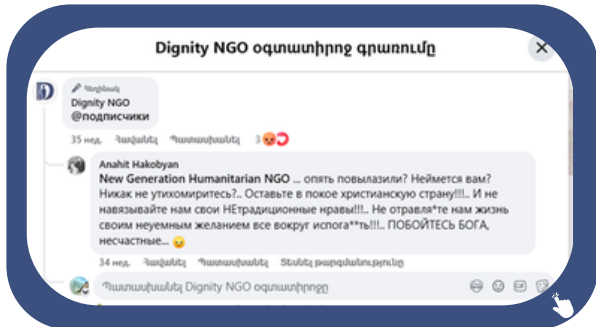 Dignity NGO օգտատիրոջ գրառումը
Հեղինակ
Dignity NGO
@подписчики
35 нед. Հավանել Պատասխանել 3
Anahit Hakobyan
New Generation Humanitarian NGO ... опять повылазили? Неймется вам?
Никак не утихомиритесь?.. Оставьте в покое христианскую страну!!!.. И не
навязывайте нам свои НЕтрадиционные нравы!!!.. Не отравля*те нам жизнь
своим неуемным желанием все вокруг испога**ть!!!.. ПОБОЙТЕСЬ БОГА,
несчастные...
34 нед. Հավանել Պատասխանել Տեսնել թարգմանությունը
Պատասխանել Dignity NGO օգտատիրոջը